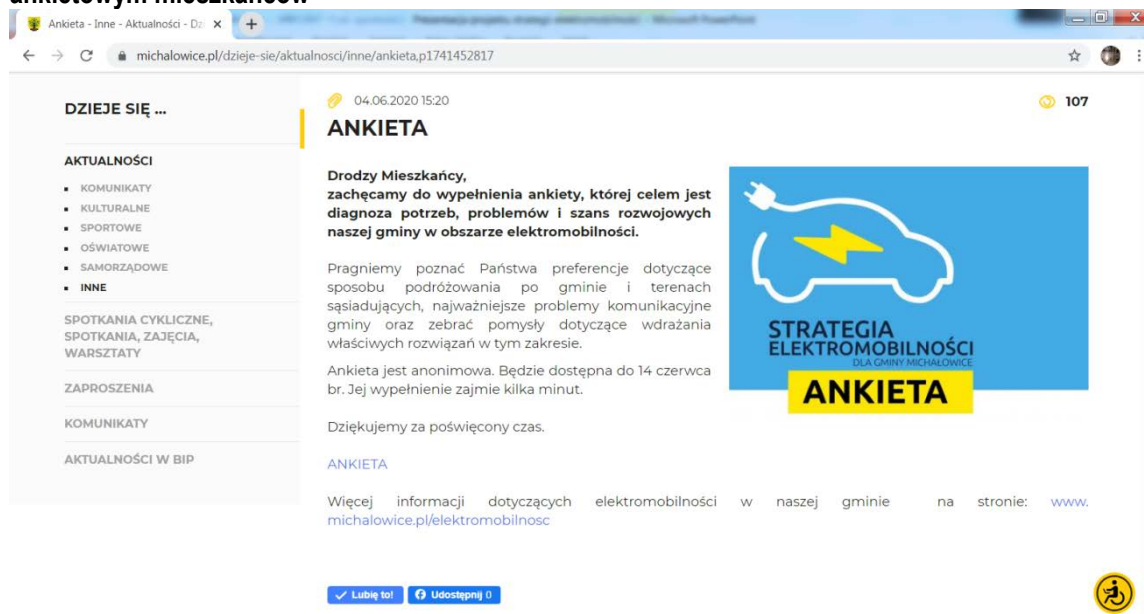 ankietowym mieszkańców
Ankieta - Inne - Aktualności - Dz
michalowice.pl/dzieje-sie/aktualnosci/inne/ankieta,p1741452817
DZIEJE SIĘ ...
AKTUALNOŚCI
KOMUNIKATY
KULTURALNE
SPORTOWE
OŚWIATOWE
SAMORZĄDOWE
INNE
SPOTKANIA CYKLICZNE,
SPOTKANIA, ZAJĘCIA,
WARSZTATY
ZAPROSZENIA
KOMUNIKATY
AKTUALNOŚCI W BIP
04.06.2020 15:20
107
ANKIETA
Drodzy Mieszkańcy,
zachęcamy do wypełnienia ankiety, której celem jest
diagnoza potrzeb, problemów i szans rozwojowych
naszej gminy w obszarze elektromobilności.
Pragniemy poznać Państwa preferencje dotyczące
sposobu podróżowania po gminie i terenach
sąsiadujących, najważniejsze problemy komunikacyjne
gminy oraz zebrać pomysły dotyczące wdrażania
właściwych rozwiązań w tym zakresie.
Ankieta jest anonimowa. Będzie dostępna do 14 czerwca
br. Jej wypełnienie zajmie kilka minut.
Dziękujemy za poświęcony czas.
ANKIETA
Więcej informacji dotyczących elektromobilności w naszej gminie na stronie: www.
michalowice.pl/elektromobilnosc
STRATEGIA
ELEKTROMOBILNOŚCI
DLA GMINY MICHAŁOWICE
ANKIETA
Lubię to!
Udostępnij 0